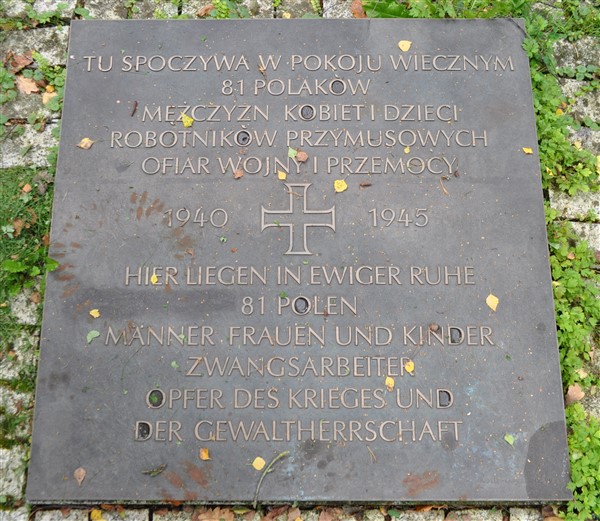 TU SPOCZYWA W POKOJU WIECZNYM
81 POLAKÓW
MĘŻCZYZN KOBIET I DZIECI
ROBOTNIKÓW PRZYMUSOWYCH
OFIAR WOJNY I PRZEMOCY
1940 1945
HIER LIEGEN IN EWIGER RUHE
81 POLEN
MÄNNER FRAUEN UND KINDER
ZWANGSARBEITER
OPFER DES KRIEGES UND
DER GEWALTHERRSCHAFT